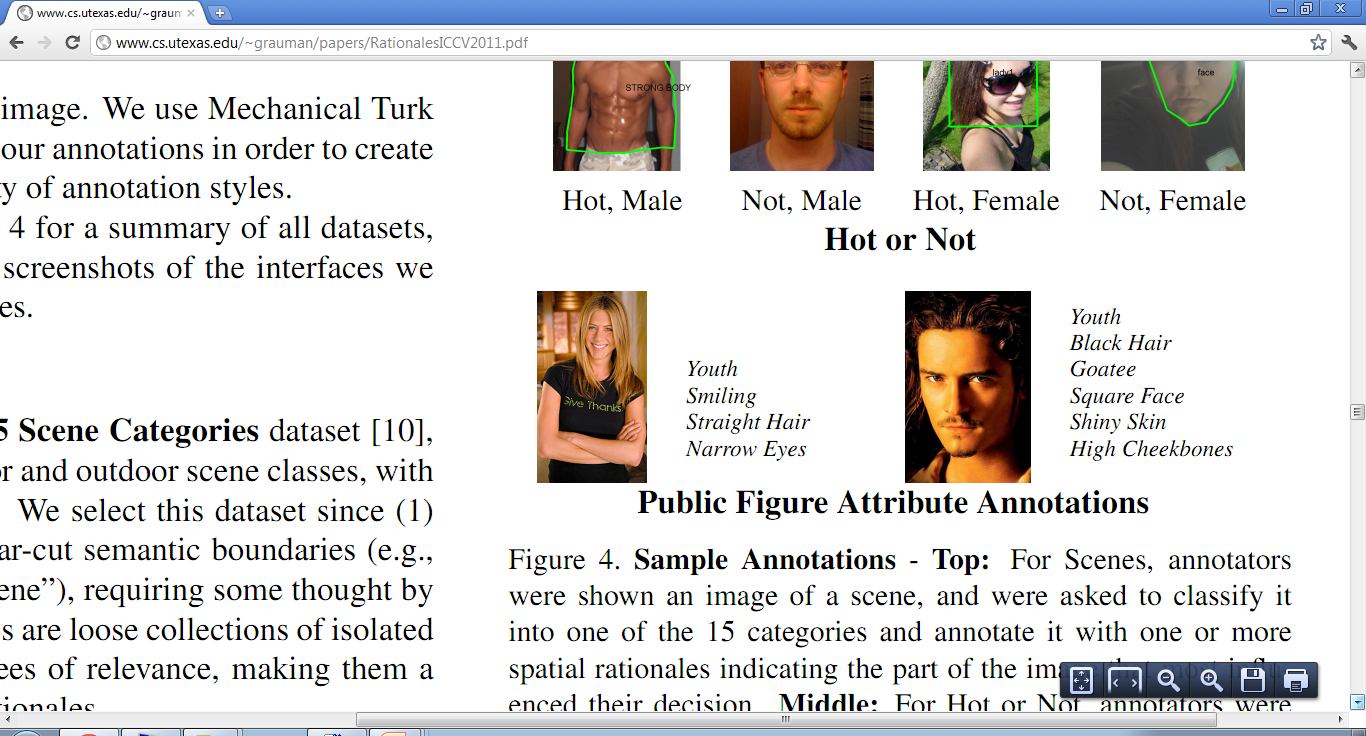 www.cs.utexas.edu/~graun
www.cs.utexas.edu/~grauman/papers/RationalesICCV2011.pdf
image. We use Mechanical Turk
our annotations in order to create
ty of annotation styles.
4 for a summary of all datasets,
screenshots of the interfaces we
es.
5 Scene Categories dataset [10],
or and outdoor scene classes, with
We select this dataset since (1)
ar-cut semantic boundaries (e.g.,
ene”), requiring some thought by
s are loose collections of isolated
ees of relevance, making them a
ionales.
STRONG BODY
lady1
face
Hot, Male
Not, Male
Hot, Female
Not, Female
Hot or Not
Give Thanks
Youth
Smiling
Straight Hair
Narrow Eyes
Youth
Black Hair
Goatee
Square Face
Shiny Skin
High Cheekbones
Public Figure Attribute Annotations
Figure 4. Sample Annotations - Top: For Scenes, annotators
were shown an image of a scene, and were asked to classify it
into one of the 15 categories and annotate it with one or more
spatial rationales indicating the part of the
enced their decision. Middle: For Hot or Not, annotators were